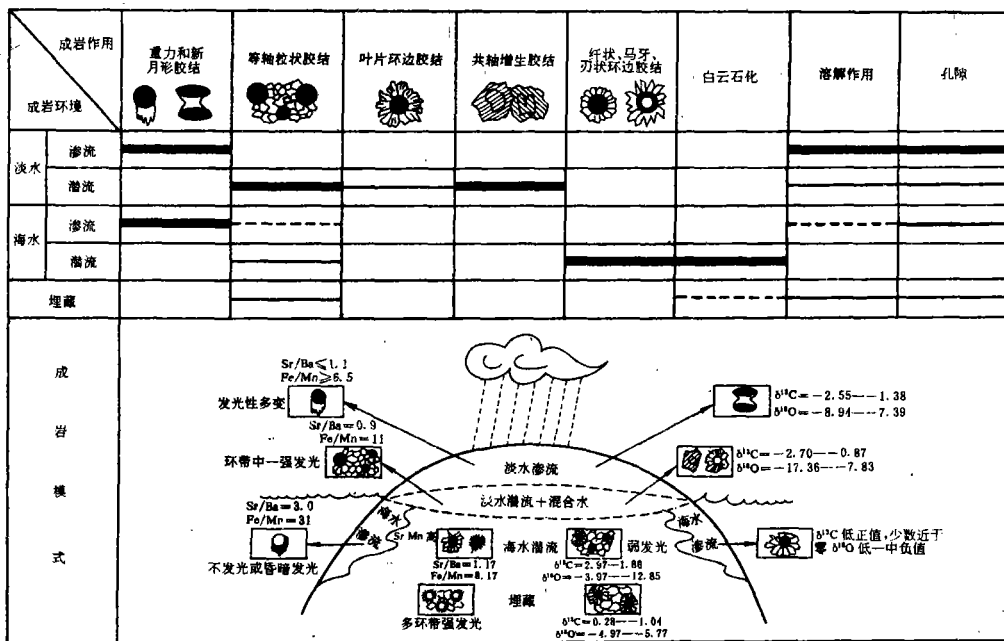 成岩作用
成岩环境
重力和新
月形胶结
等轴粒状胶结
叶片环边胶结
共轴增生胶结
纤状、马牙、
刃状环边胶结
白云石化
溶解作用
孔隙
淡水
渗流
潜流
海水
渗流
潜流
埋藏
成
岩
模
式
Sr/Ba≤1.1
Fe/Mn≥6.5
发光性多变
Sr/Ba=0.9
Fe/Mn=11
环带中一强发光
Sr/Ba=3.0
Fe/Mn=31
不发光或昏暗发光
δ¹³C=-2.55--1.38
δ¹⁸O=-8.94--7.39
δ¹³C=-2.70--0.87
δ¹⁸O=-17.36--7.83
δ¹³C 低正值,少数近于
零 δ¹⁸O 低一中负值
淡水渗流
淡水潜流+混合水
海水
潜流
海水
渗流
Sr Mn 高
海水潜流
弱发光
Sr/Ba=1.17
Fe/Mn=8.17
δ¹³C=2.97-1.86
δ¹⁸O=-3.97--12.85
埋藏
多环带强发光
δ¹³C=0.28--1.04
δ¹⁸O=-4.97--5.77